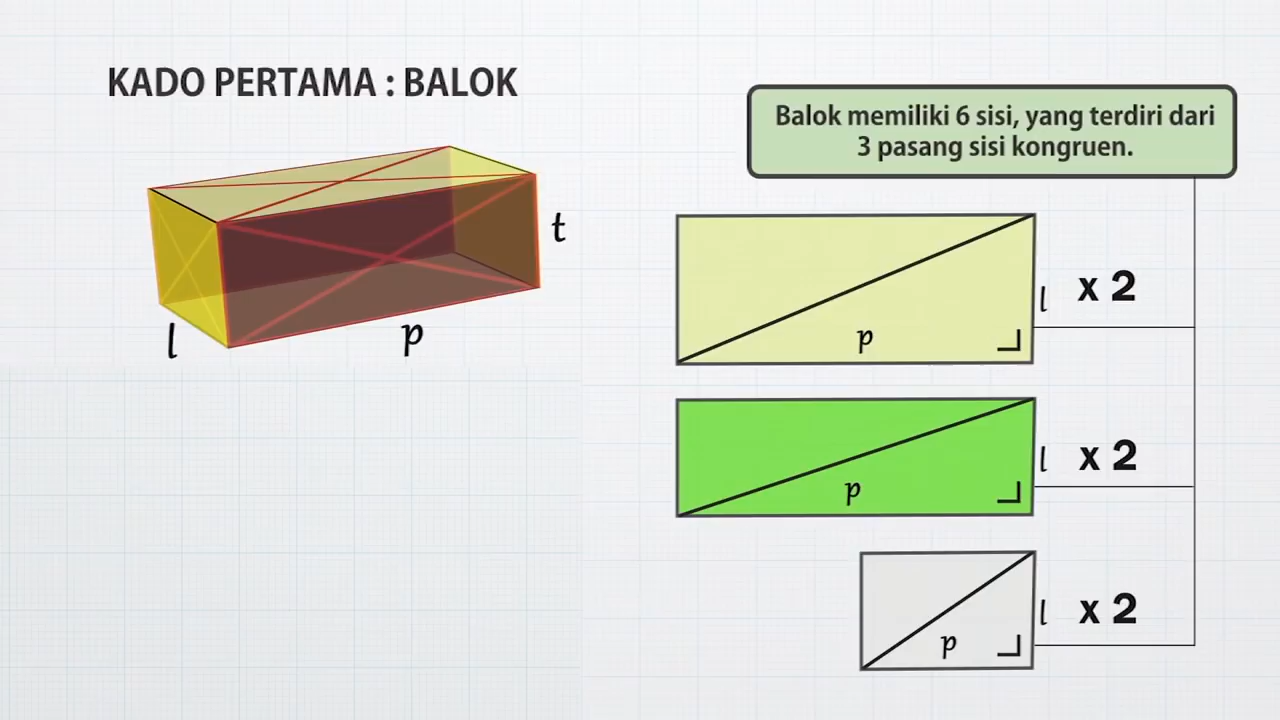 KADO PERTAMA : BALOK
Balok memiliki 6 sisi, yang terdiri dari
3 pasang sisi kongruen.
t
l
p
l x 2
p
l x 2
p
l x 2
p